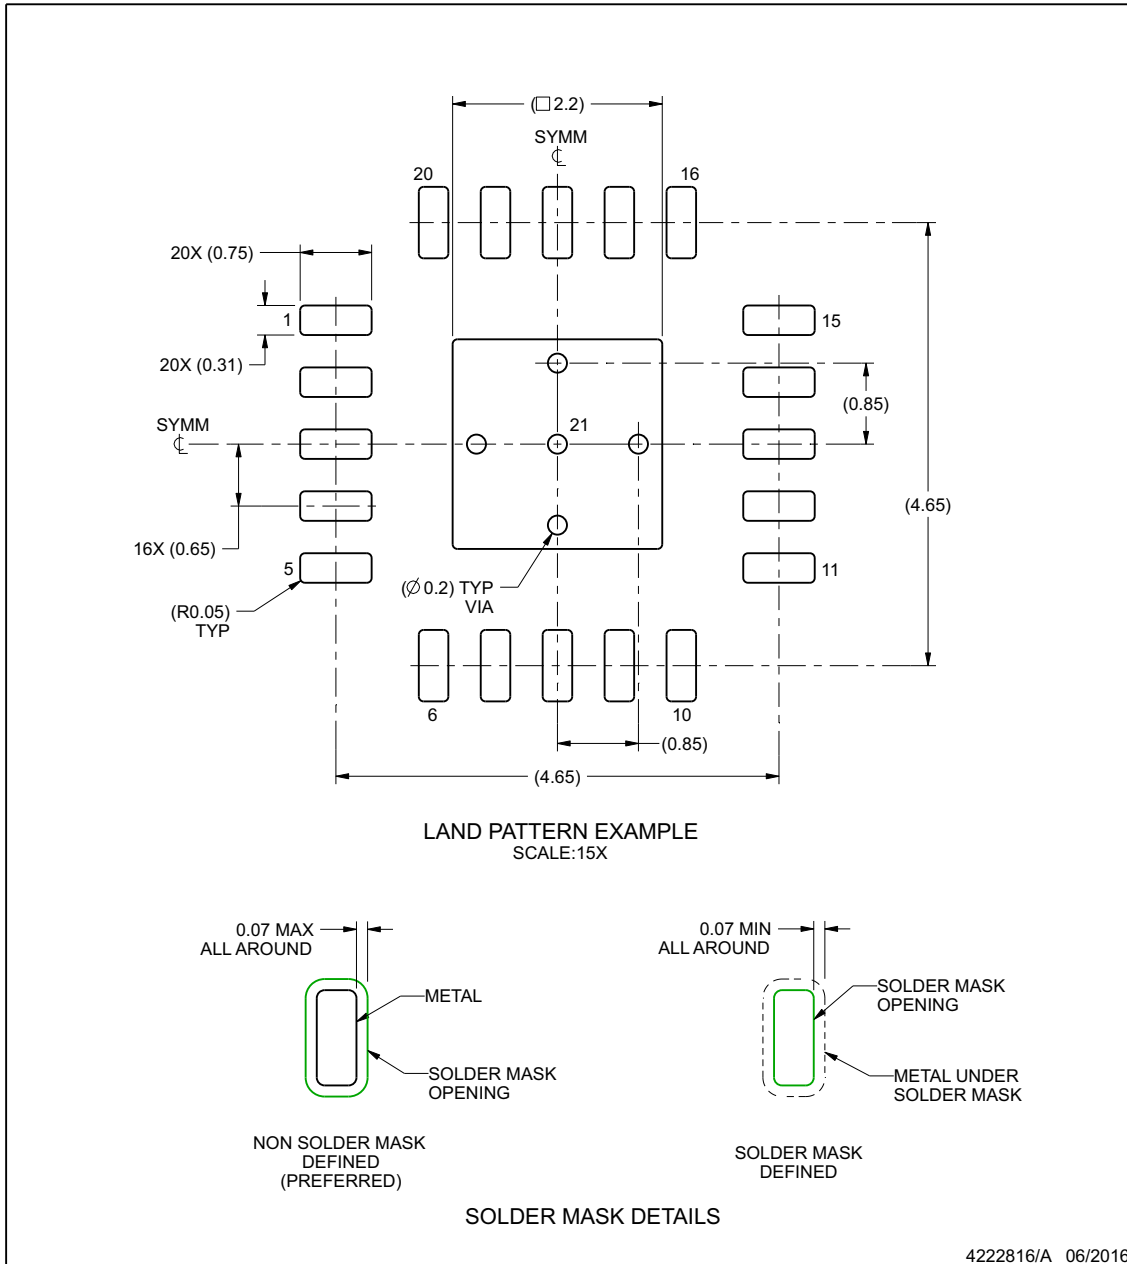 (□ 2.2)
SYMM
℄
20
16
20X (0.75)
1
15
20X (0.31)
(0.85)
SYMM
℄
21
(4.65)
16X (0.65)
5
11
(∅ 0.2) TYP
VIA
(R0.05)
TYP
6
10
(0.85)
(4.65)
LAND PATTERN EXAMPLE
SCALE:15X
0.07 MAX
ALL AROUND
METAL
SOLDER MASK
OPENING
NON SOLDER MASK
DEFINED
(PREFERRED)
0.07 MIN
ALL AROUND
SOLDER MASK
OPENING
METAL UNDER
SOLDER MASK
SOLDER MASK
DEFINED
SOLDER MASK DETAILS
4222816/A 06/2016